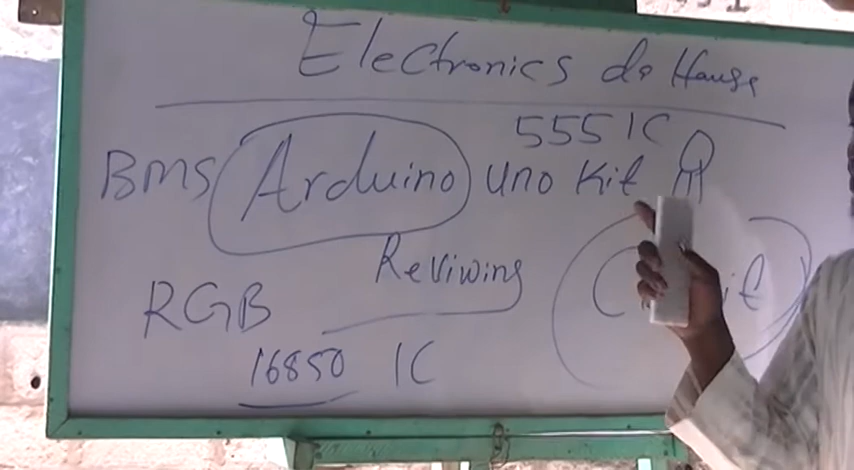 Electronics da Hausa
555 IC
BMS Arduino uno Kit
Reviwing
RGB
16850 IC